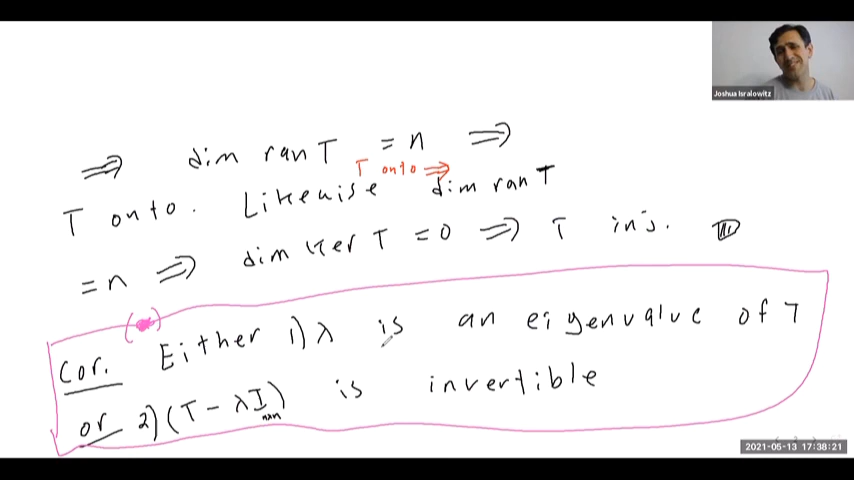 Joshua Isralowitz
⇒ dim ran T = n ⇒
T onto ⇒
T onto. Likewise dim ran T
= n ⇒ dim ker T = 0 ⇒ T inj.
(*)
Cor. Either 1) λ is an eigenvalue of T
or 2) (T - λI) is invertible
nxn
2021-05-13 17:38:21